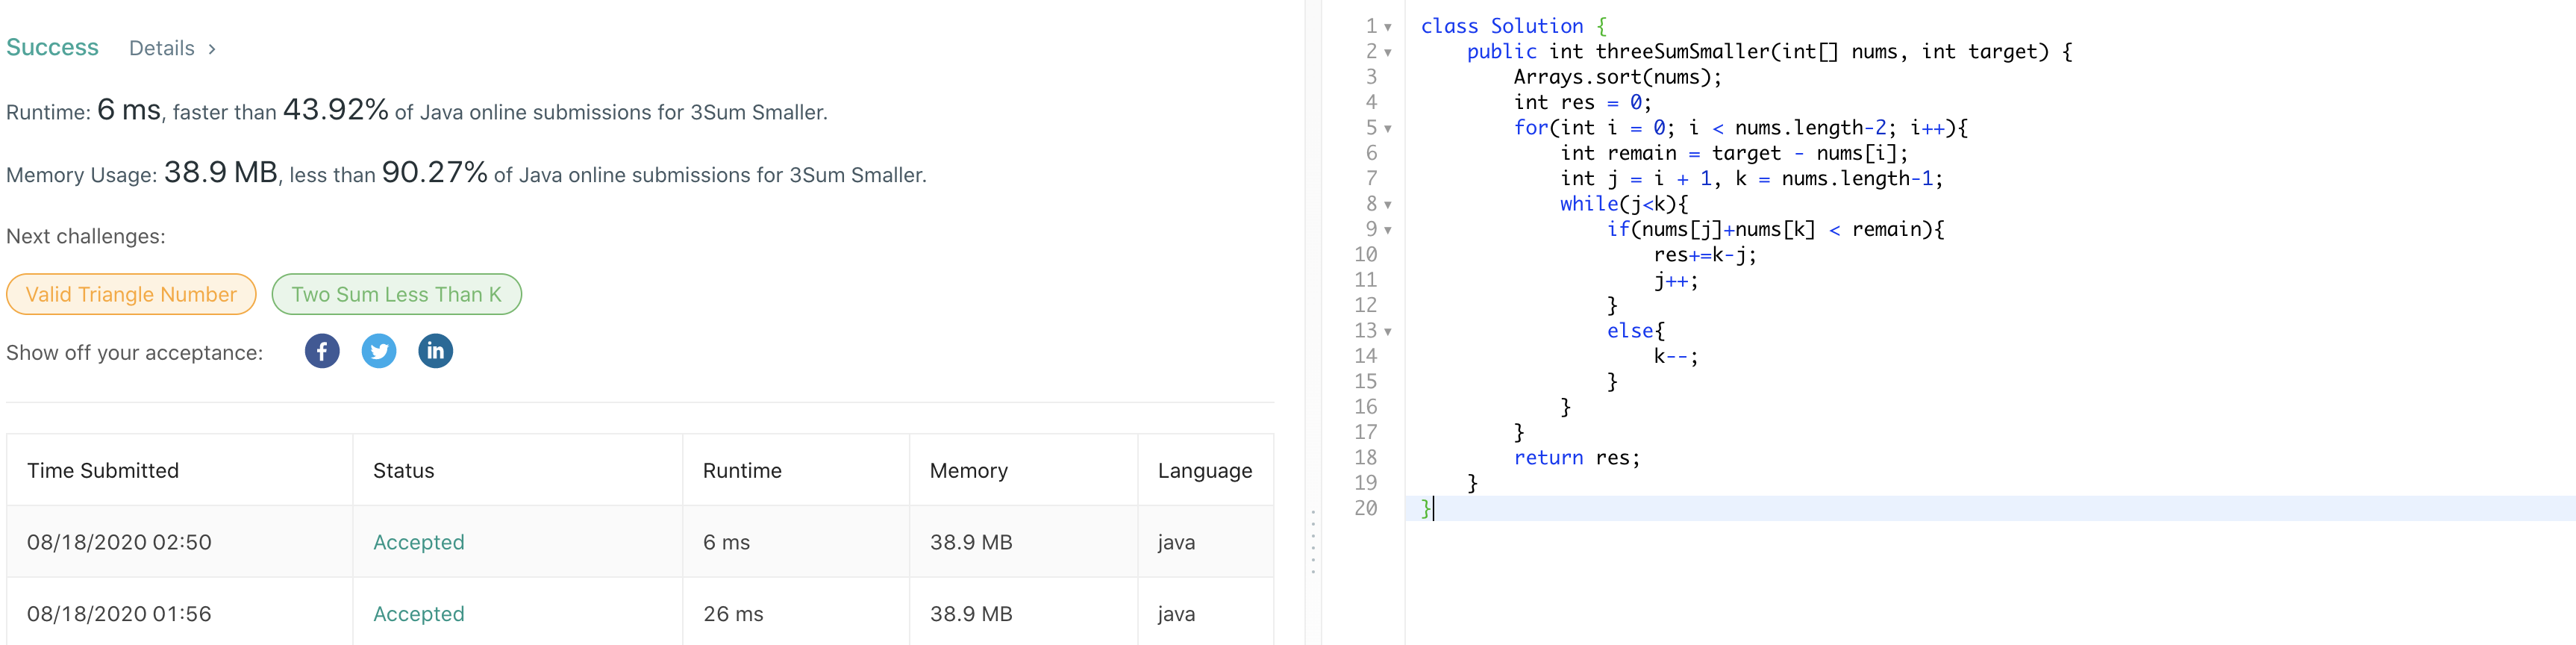 Success Details >
Runtime: 6 ms, faster than 43.92% of Java online submissions for 3Sum Smaller.
Memory Usage: 38.9 MB, less than 90.27% of Java online submissions for 3Sum Smaller.
Next challenges:
Valid Triangle Number Two Sum Less Than K
Show off your acceptance: f in
Time Submitted Status Runtime Memory Language
08/18/2020 02:50 Accepted 6 ms 38.9 MB java
08/18/2020 01:56 Accepted 26 ms 38.9 MB java
1 class Solution {
2     public int threeSumSmaller(int[] nums, int target) {
3         Arrays.sort(nums);
4         int res = 0;
5         for(int i = 0; i < nums.length-2; i++){
6             int remain = target - nums[i];
7             int j = i + 1, k = nums.length-1;
8             while(j<k){
9                 if(nums[j]+nums[k] < remain){
10                     res+=k-j;
11                     j++;
12                 }
13                 else{
14                     k--;
15                 }
16             }
17         }
18         return res;
19     }
20 }